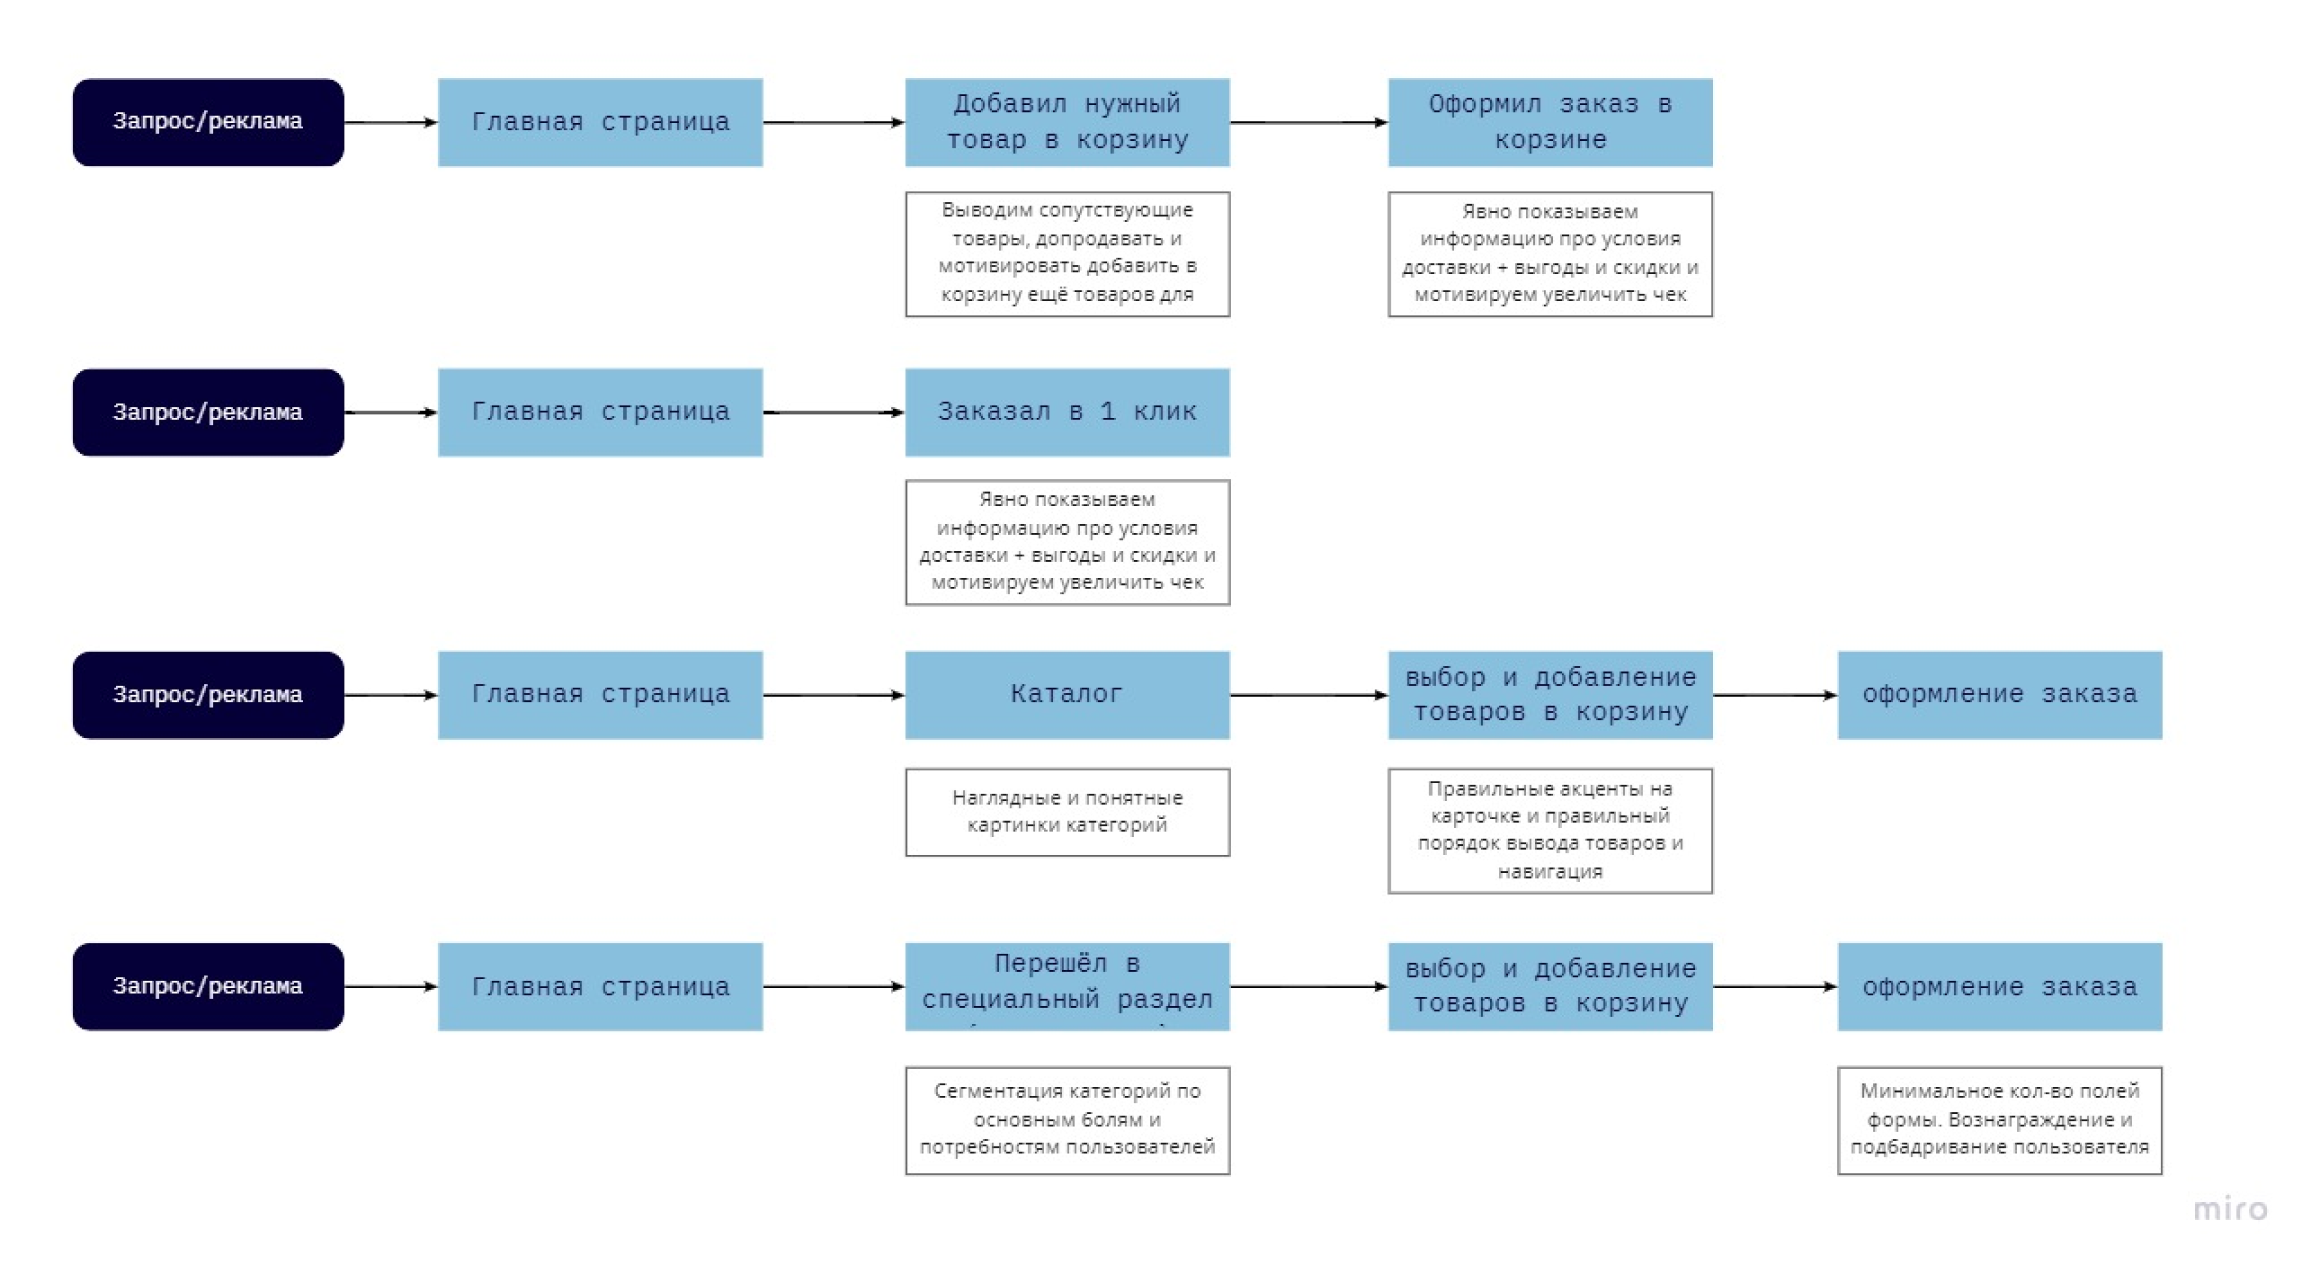 Запрос/реклама
Главная страница
Добавил нужный
товар в корзину
Оформил заказ в
корзине
Выводим сопутствующие
товары, допродавать и
мотивировать добавить в
корзину ещё товаров для
Явно показываем
информацию про условия
доставки + выгоды и скидки и
мотивируем увеличить чек
Запрос/реклама
Главная страница
Заказал в 1 клик
Явно показываем
информацию про условия
доставки + выгоды и скидки и
мотивируем увеличить чек
Запрос/реклама
Главная страница
Каталог
выбор и добавление
товаров в корзину
оформление заказа
Наглядные и понятные
картинки категорий
Правильные акценты на
карточке и правильный
порядок вывода товаров и
навигация
Запрос/реклама
Главная страница
Перешёл в
специальный раздел
выбор и добавление
товаров в корзину
оформление заказа
Сегментация категорий по
основным болям и
потребностям пользователей
Минимальное кол-во полей
формы. Вознаграждение и
подбадривание пользователя
miro